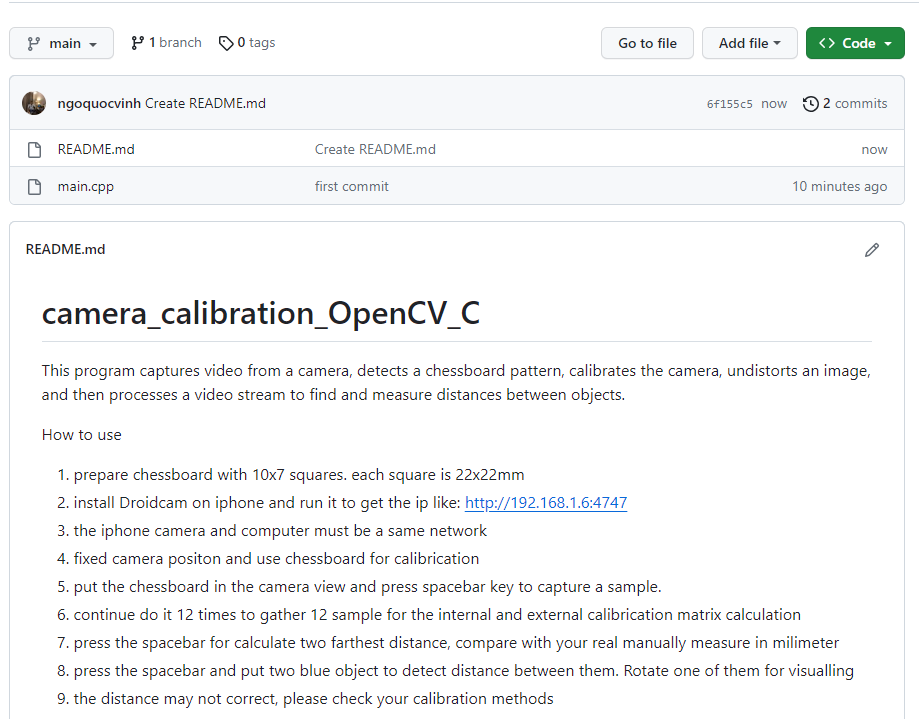 main 1 branch 0 tags Go to file Add file Code
ngoquocvinh Create README.md 6f155c5 now 2 commits
README.md Create README.md now
main.cpp first commit 10 minutes ago
README.md
camera_calibration_OpenCV_C
This program captures video from a camera, detects a chessboard pattern, calibrates the camera, undistorts an image,
and then processes a video stream to find and measure distances between objects.
How to use
1. prepare chessboard with 10x7 squares. each square is 22x22mm
2. install Droidcam on iphone and run it to get the ip like: http://192.168.1.6:4747
3. the iphone camera and computer must be a same network
4. fixed camera positon and use chessboard for calibrication
5. put the chessboard in the camera view and press spacebar key to capture a sample.
6. continue do it 12 times to gather 12 sample for the internal and external calibrication matrix calculation
7. press the spacebar for calculate two farthest distance, compare with your real manually measure in milimeter
8. press the spacebar and put two blue object to detect distance between them. Rotate one of them for visualling
9. the distance may not correct, please check your calibration methods